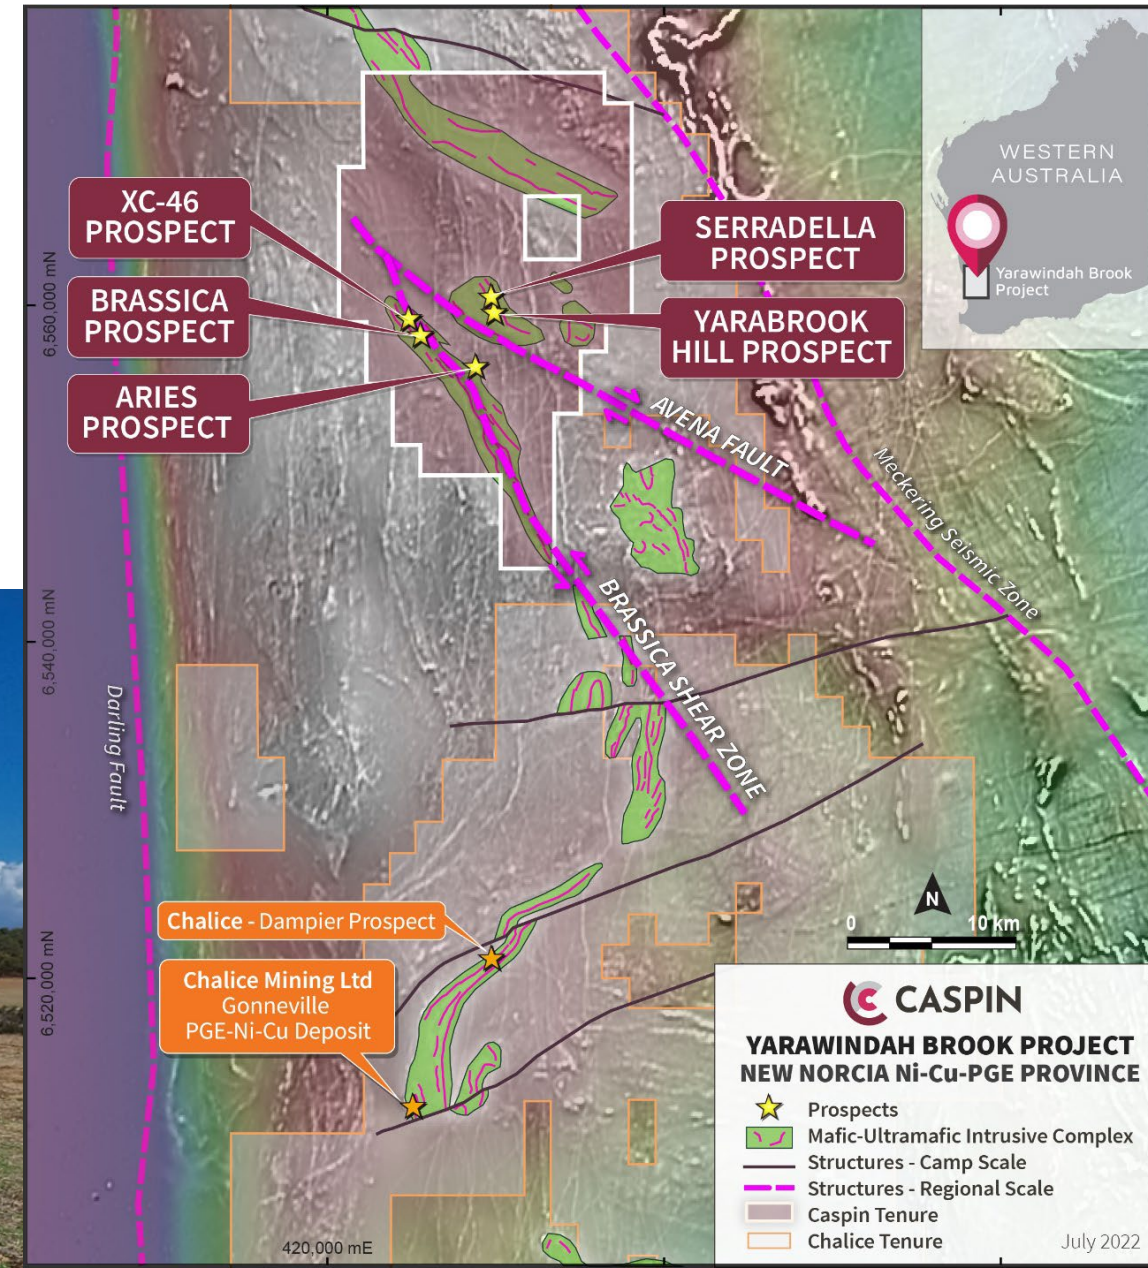 WESTERN
AUSTRALIA
Yarawindah Brook
Project
XC-46
PROSPECT
BRASSICA
PROSPECT
ARIES
PROSPECT
SERRADELLA
PROSPECT
YARABROOK
HILL PROSPECT
AVENA FAULT
Meckering Seismic Zone
BRASSICA SHEAR ZONE
Darling Fault
6,560,000 mN
6,540,000 mN
6,520,000 mN
420,000 mE
Chalice - Dampier Prospect
Chalice Mining Ltd
Gonneville
PGE-Ni-Cu Deposit
N
0 10 km
CASPIN
YARAWINDAH BROOK PROJECT
NEW NORCIA Ni-Cu-PGE PROVINCE
Prospects
Mafic-Ultramafic Intrusive Complex
Structures - Camp Scale
Structures - Regional Scale
Caspin Tenure
Chalice Tenure
July 2022